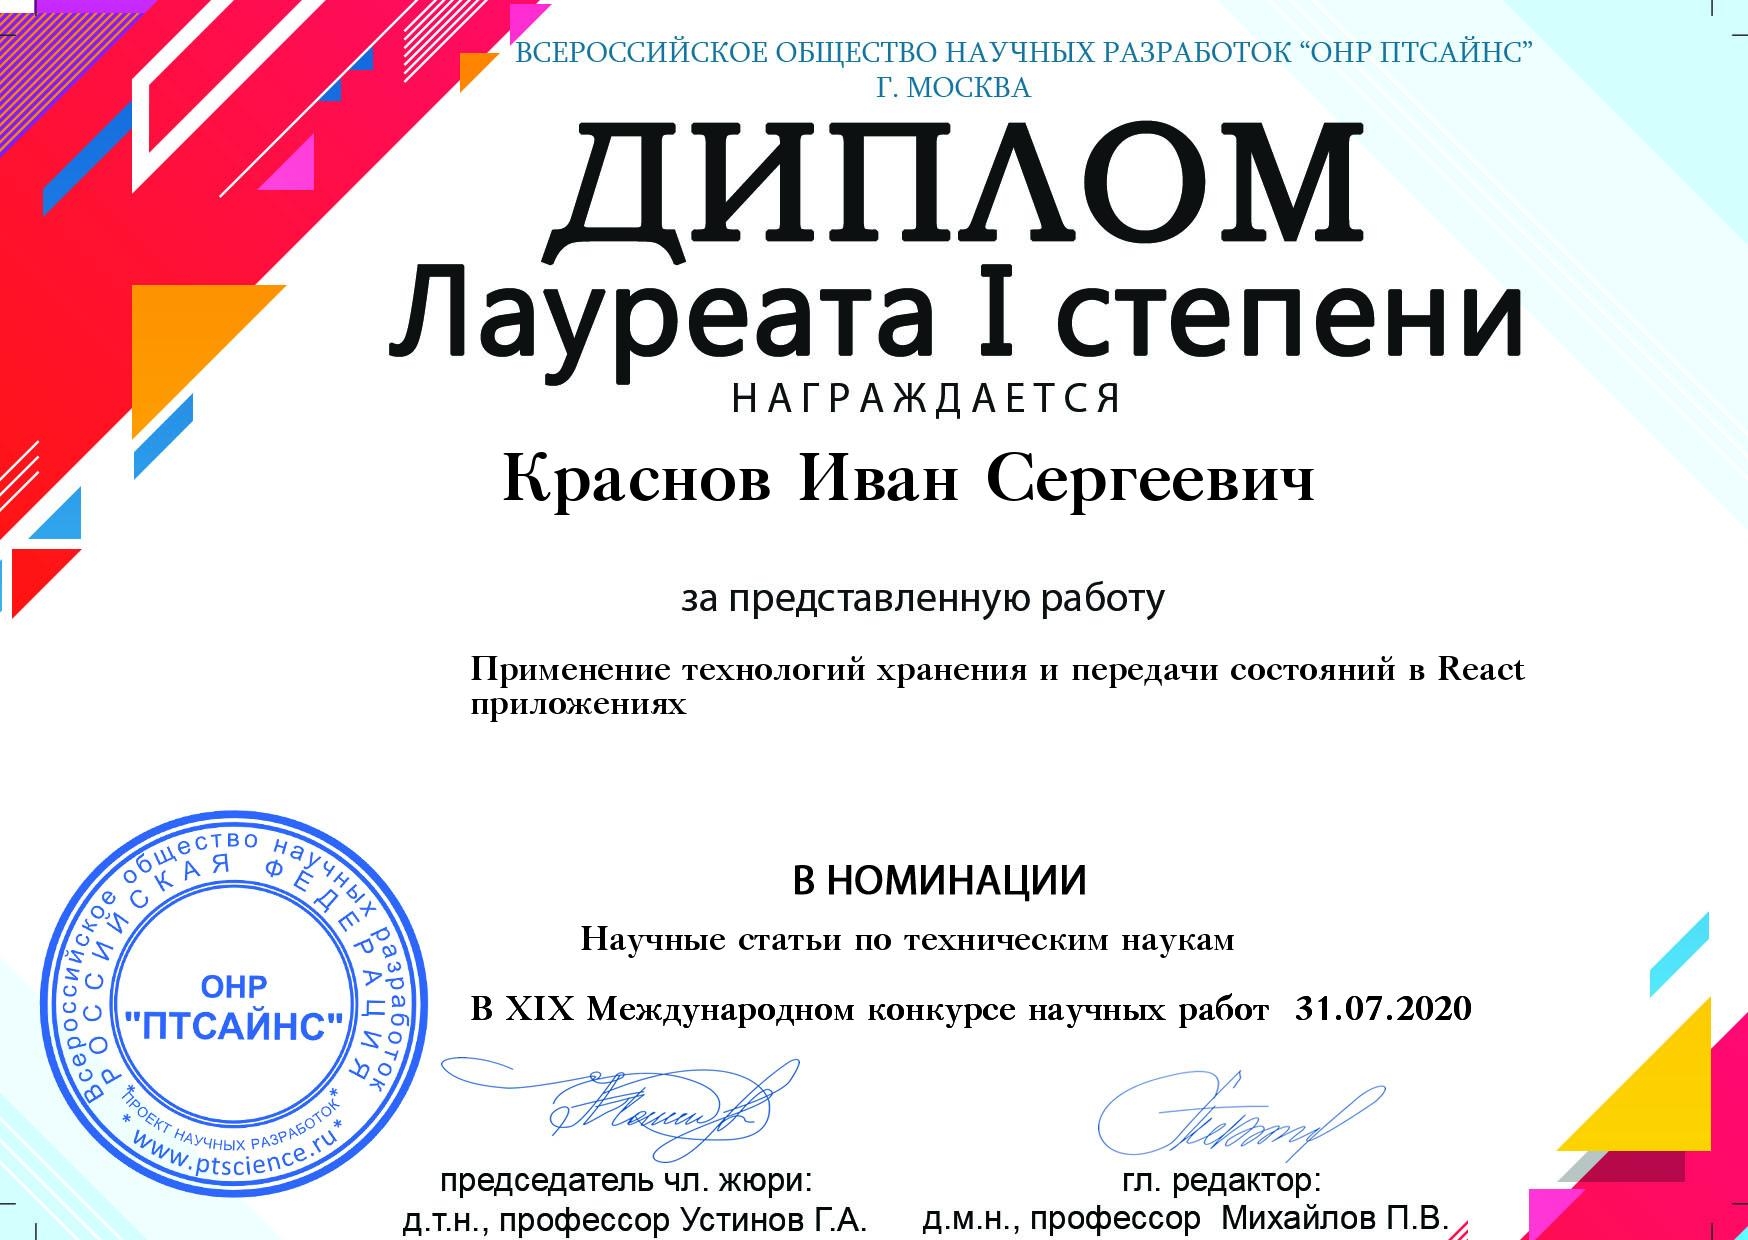 ВСЕРОССИЙСКОЕ ОБЩЕСТВО НАУЧНЫХ РАЗРАБОТОК “ОНР ПТСАЙНС”
Г. МОСКВА
ДИПЛОМ
Лауреата I степени
НАГРАЖДАЕТСЯ
Краснов Иван Сергеевич
за представленную работу
Применение технологий хранения и передачи состояний в React
приложениях
В НОМИНАЦИИ
Научные статьи по техническим наукам
В XIX Международном конкурсе научных работ 31.07.2020
Всероссийское общество научных разработок
РОССИЙСКАЯ ФЕДЕРАЦИЯ
ОНР
"ПТСАЙНС"
* ПРОЕКТ НАУЧНЫХ РАЗРАБОТОК *
* www.ptscience.ru *
председатель чл. жюри:
д.т.н., профессор Устинов Г.А.
гл. редактор:
д.м.н., профессор Михайлов П.В.